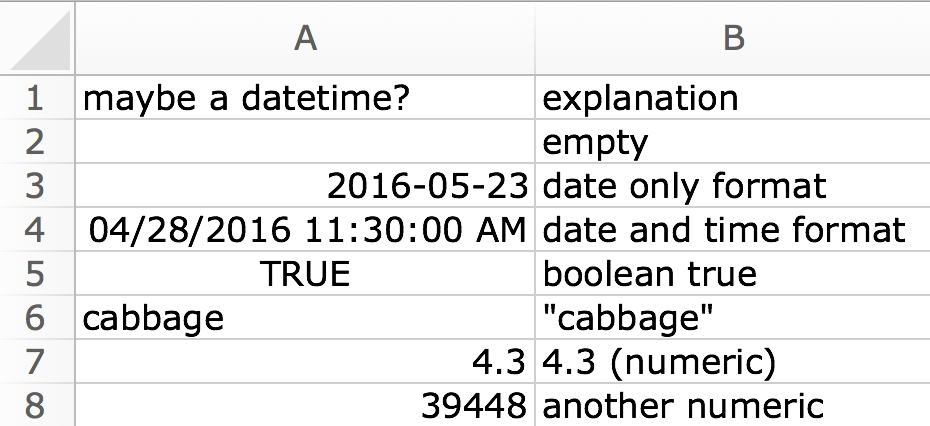 A B
1 maybe a datetime? explanation
2 empty
3 2016-05-23 date only format
4 04/28/2016 11:30:00 AM date and time format
5 TRUE boolean true
6 cabbage "cabbage"
7 4.3 4.3 (numeric)
8 39448 another numeric